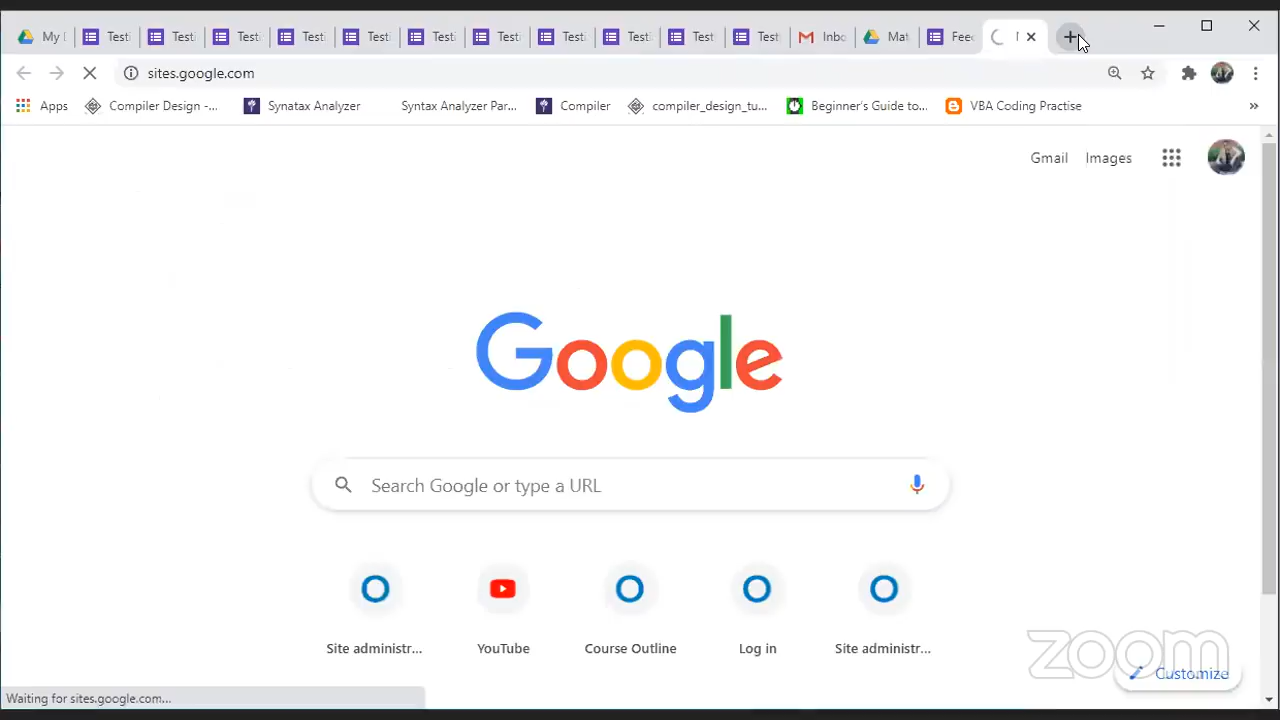 My
Test
Test
Test
Test
Test
Test
Test
Test
Test
Test
Test
Inbo
Mat
Feed
sites.google.com
Apps
Compiler Design -...
Synatax Analyzer
Syntax Analyzer Par...
Compiler
compiler_design_tu...
Beginner's Guide to...
VBA Coding Practise
»
Gmail
Images
Google
Search Google or type a URL
Site administr...
YouTube
Course Outline
Log in
Site administr...
zoom
Customize
Waiting for sites.google.com...